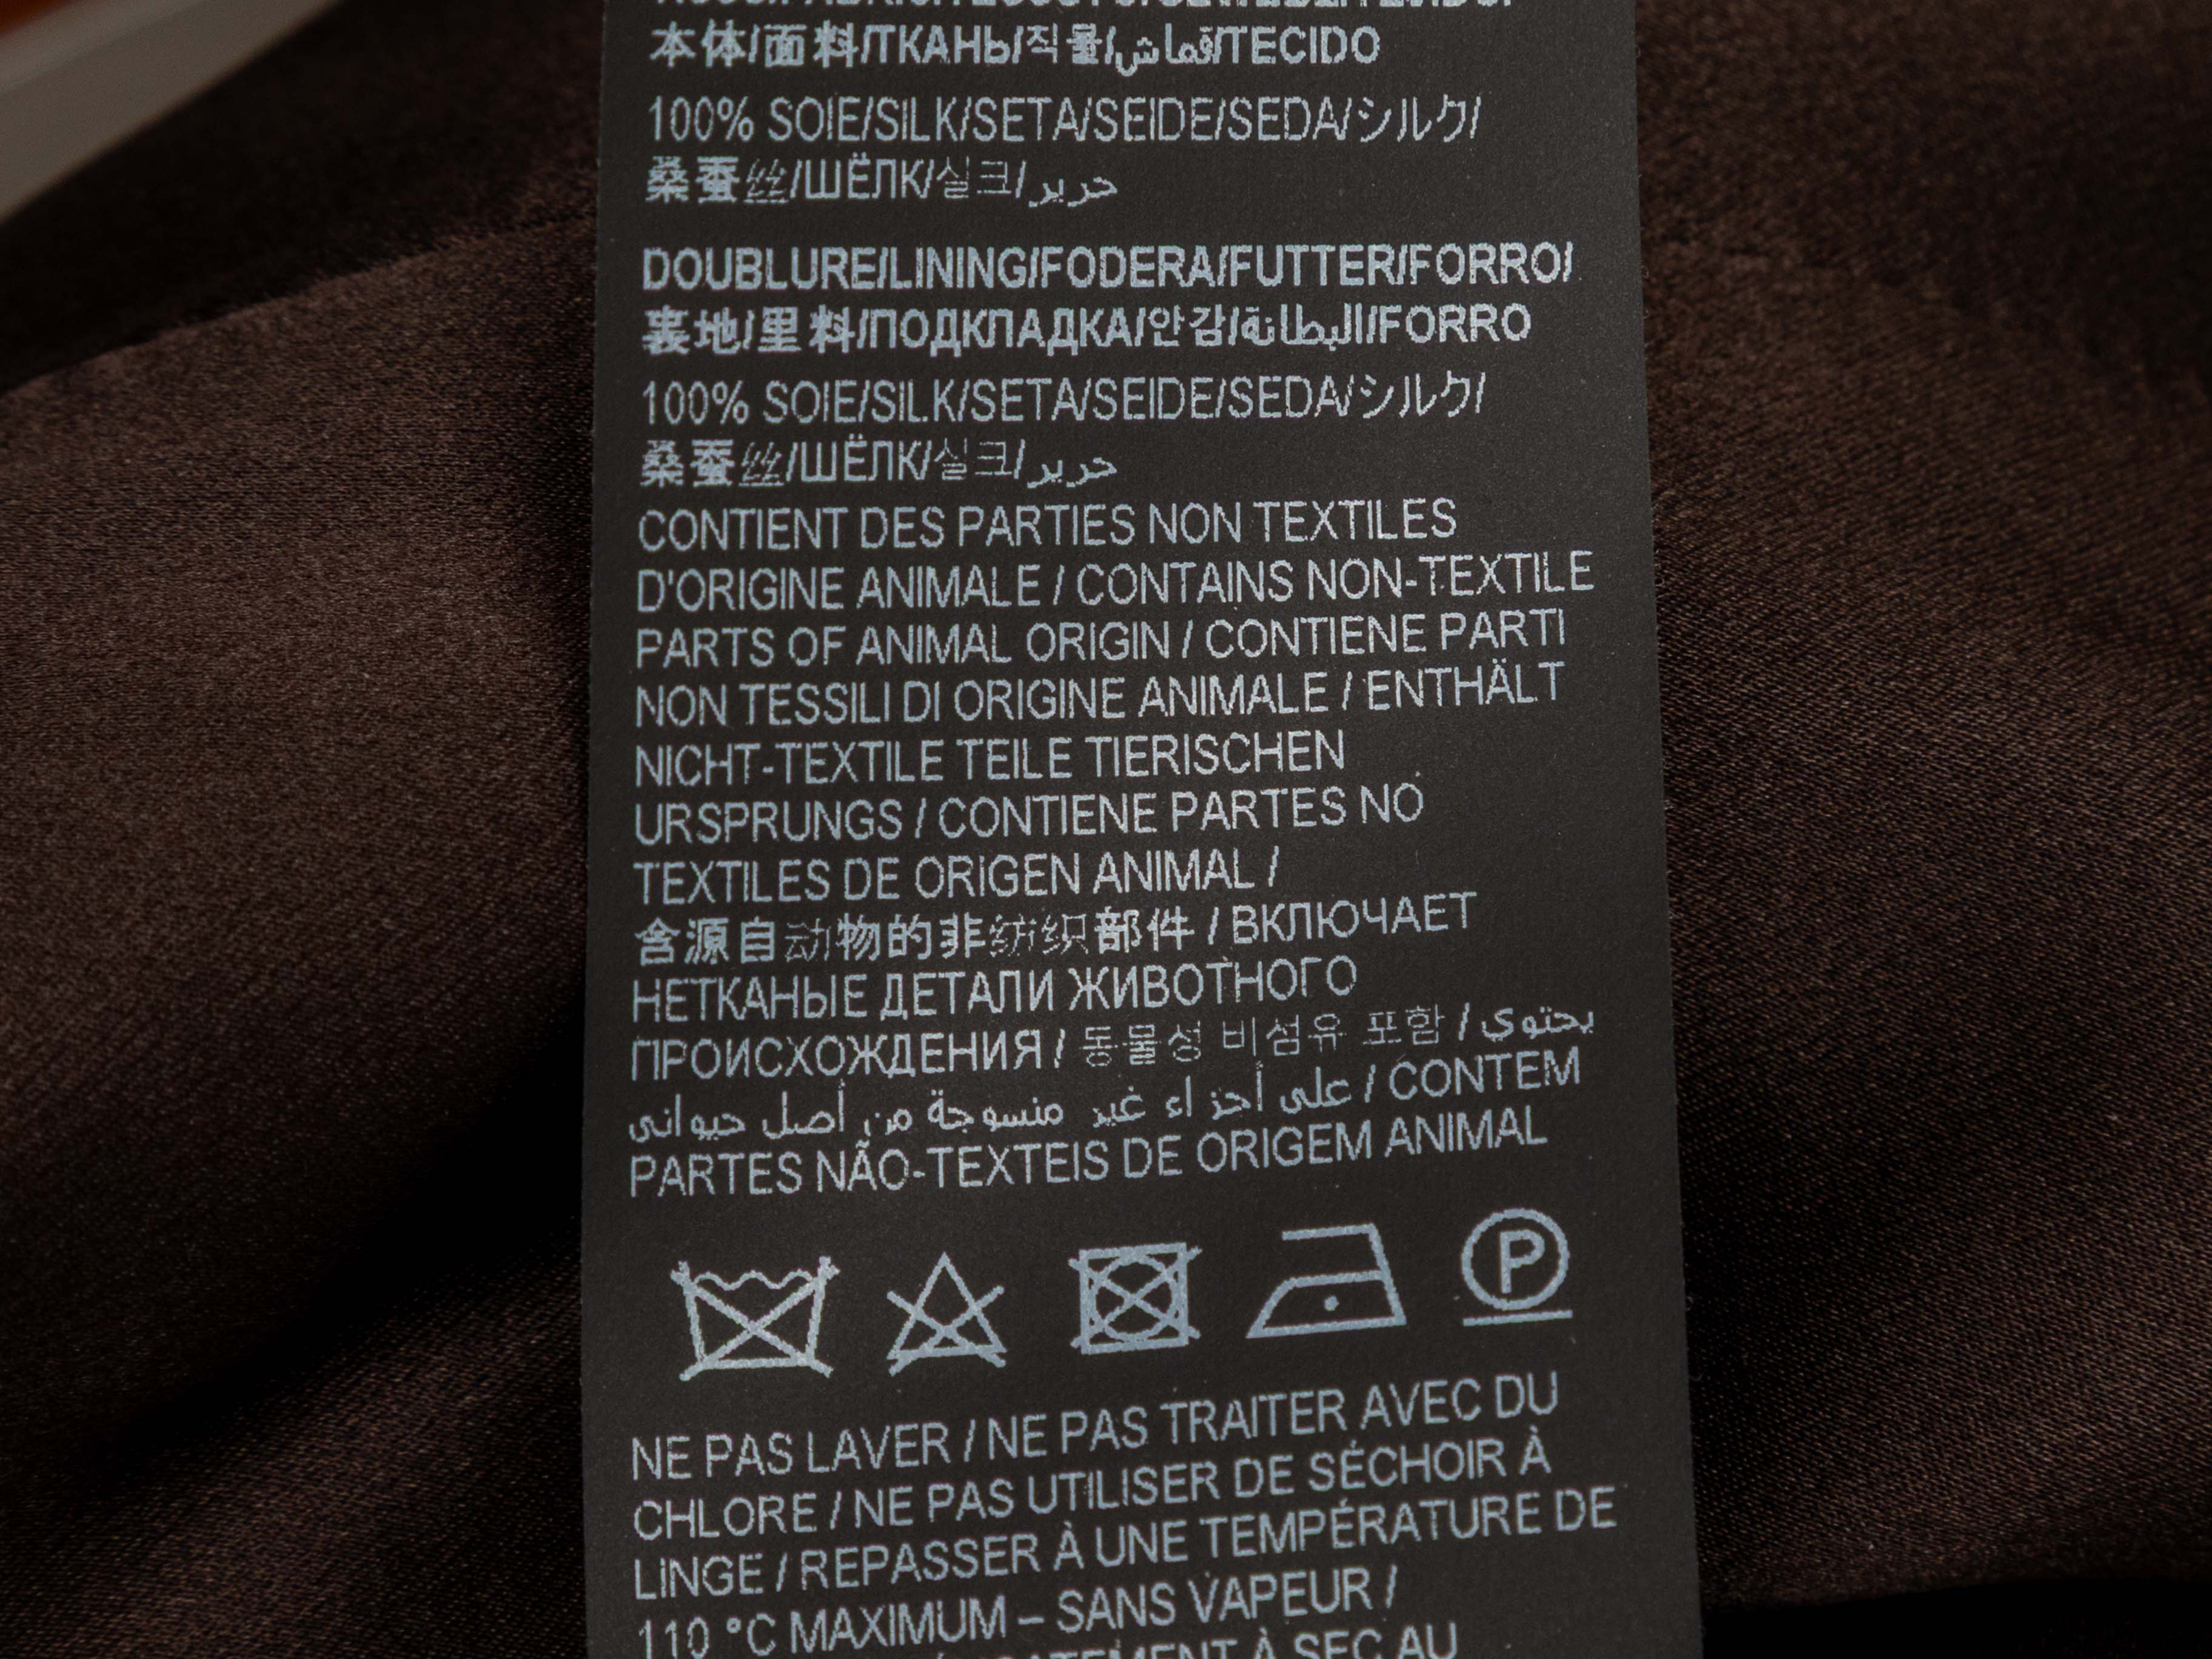 本体/面料/ТКАНЬ/직물/قماش/TECIDO
100% SOIE/SILK/SETA/SEIDE/SEDA/シルク/
桑蚕丝/ШЁЛК/실크/حرير
DOUBLURE/LINING/FODERA/FUTTER/FORRO/
裏地/里料/ПОДКЛАДКА/안감/البطانة/FORRO
100% SOIE/SILK/SETA/SEIDE/SEDA/シルク/
桑蚕丝/ШЁЛК/실크/حرير
CONTIENT DES PARTIES NON TEXTILES
D'ORIGINE ANIMALE / CONTAINS NON-TEXTILE
PARTS OF ANIMAL ORIGIN / CONTIENE PARTI
NON TESSILI DI ORIGINE ANIMALE / ENTHÄLT
NICHT-TEXTILE TEILE TIERISCHEN
URSPRUNGS / CONTIENE PARTES NO
TEXTILES DE ORIGEN ANIMAL /
含源自动物的非纺织部件 / ВКЛЮЧАЕТ
НЕТКАНЫЕ ДЕТАЛИ ЖИВОТНОГО
ПРОИСХОЖДЕНИЯ / 동물성 비섬유 포함 / يحتوي
على أجزاء غير منسوجة من أصل حيواني / CONTEM
PARTES NÃO-TEXTEIS DE ORIGEM ANIMAL
P
NE PAS LAVER / NE PAS TRAITER AVEC DU
CHLORE / NE PAS UTILISER DE SÉCHOIR À
LINGE / REPASSER À UNE TEMPÉRATURE DE
110 °C MAXIMUM – SANS VAPEUR /
À SEC AU